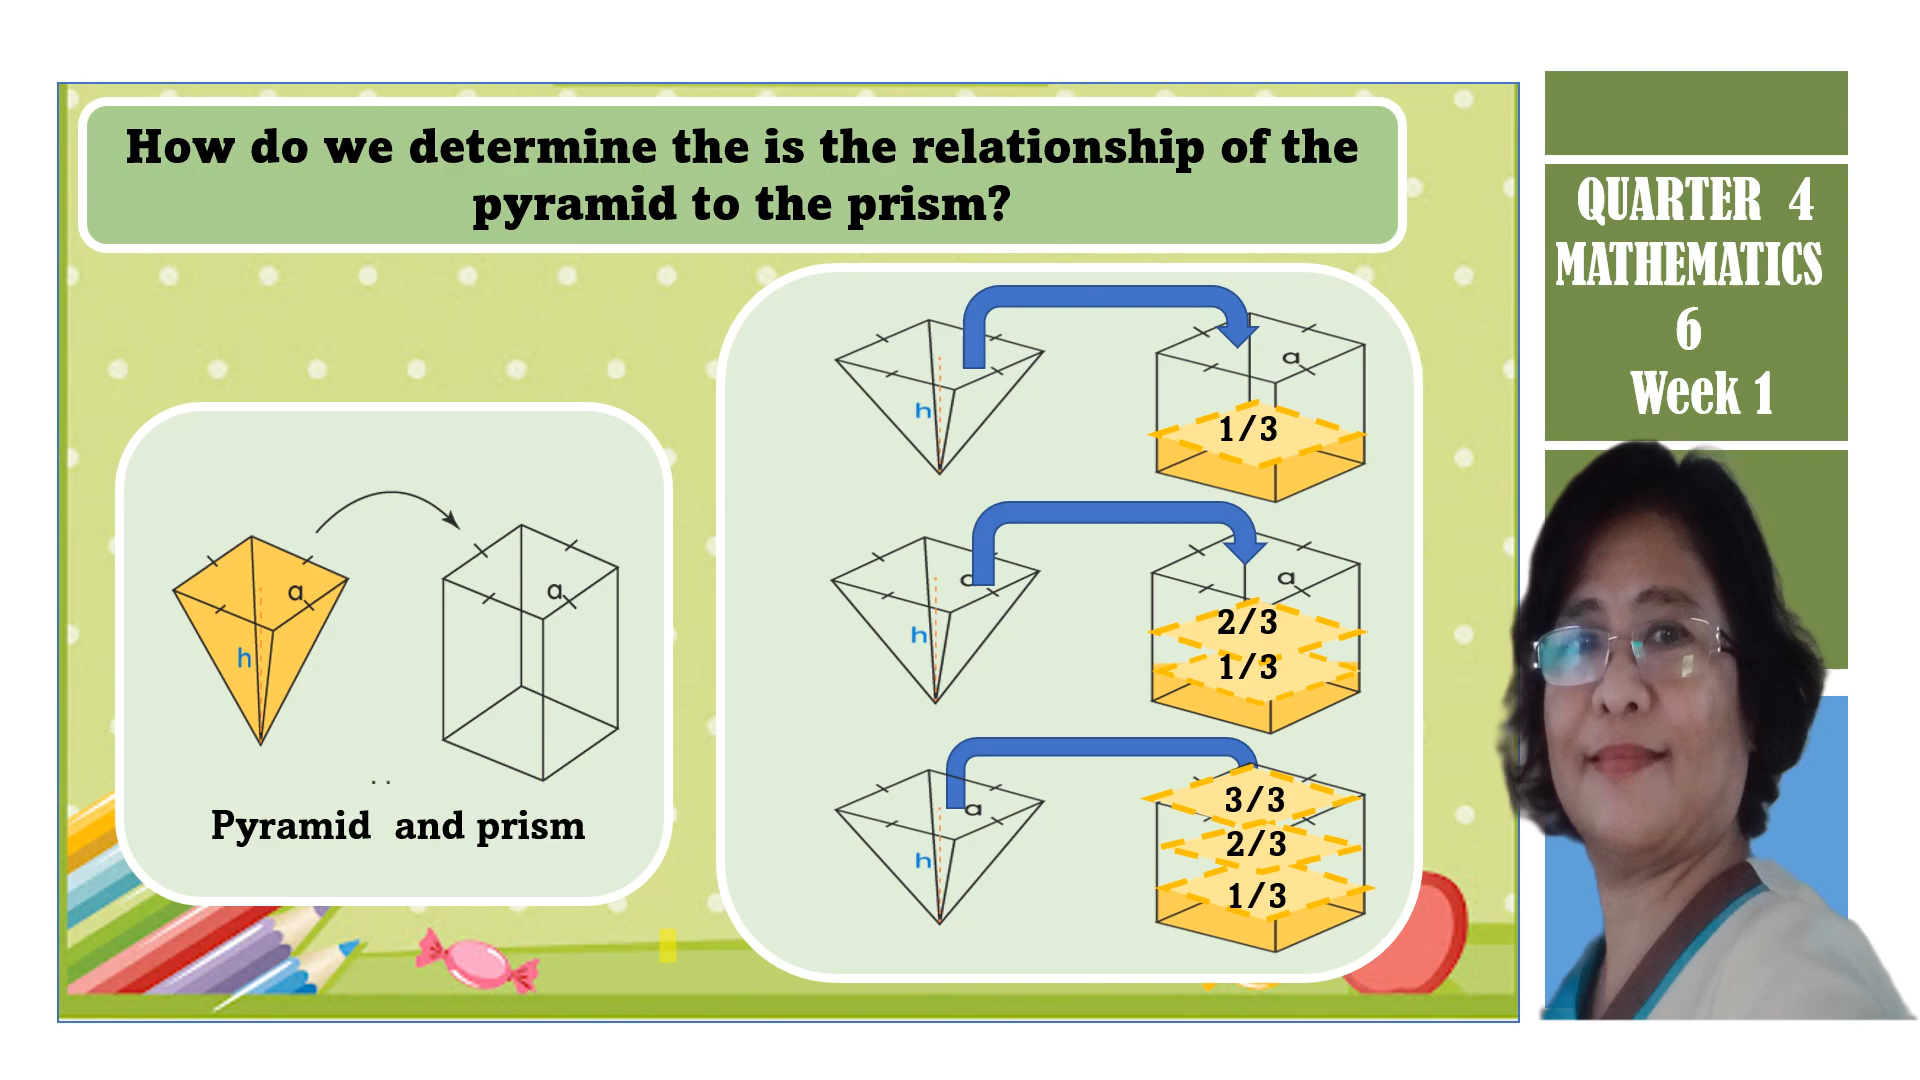 How do we determine the is the relationship of the
pyramid to the prism?
QUARTER 4
MATHEMATICS
6
Week 1
a
h
a
. .
Pyramid and prism
h
a
1/3
a
h
a
2/3
1/3
a
h
3/3
2/3
1/3